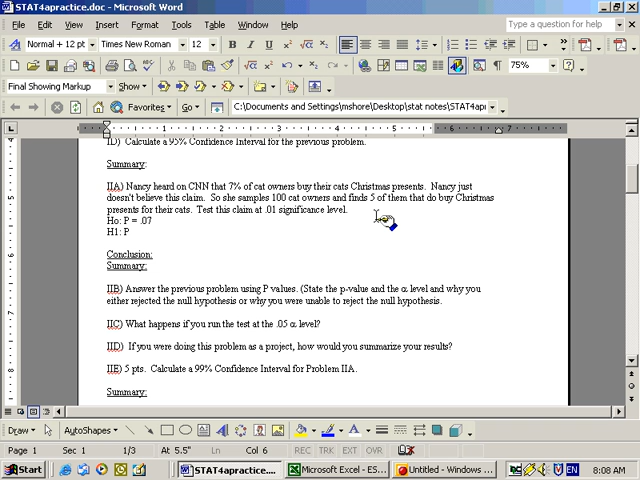 STAT4apractice.doc - Microsoft Word
File Edit View Insert Format Tools Table Window Help Type a question for help
Normal + 12 pt Times New Roman 12 B I U
75%
Final Showing Markup Show
Favorites Go C:\Documents and Settings\mshore\Desktop\stat notes\STAT4apr
1 2 3 4 5 6 7
ID) Calculate a 95% Confidence Interval for the previous problem.
Summary:
IIA) Nancy heard on CNN that 7% of cat owners buy their cats Christmas presents. Nancy just
doesn't believe this claim. So she samples 100 cat owners and finds 5 of them that do buy Christmas
presents for their cats. Test this claim at .01 significance level.
Ho: P = .07
H1: P
Conclusion:
Summary:
IIB) Answer the previous problem using P values. (State the p-value and the α level and why you
either rejected the null hypothesis or why you were unable to reject the null hypothesis.
IIC) What happens if you run the test at the .05 α level?
IID) If you were doing this problem as a project, how would you summarize your results?
IIE) 5 pts. Calculate a 99% Confidence Interval for Problem IIA.
Summary:
Draw AutoShapes
Page 1 Sec 1 1/3 At 5.5" Ln Col 6 REC TRK EXT OVR
Start STAT4apractice.... Microsoft Excel - ES... Untitled - Windows ... EN 8:08 AM